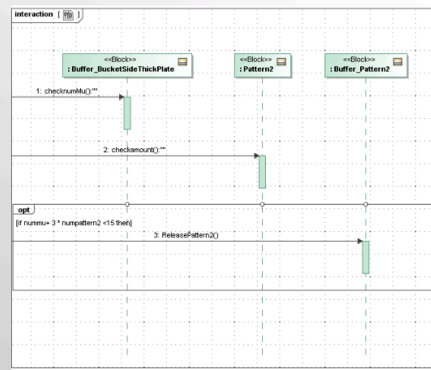 interaction [ ]
<<Block>>
: Buffer_BucketSideThickPlate
<<Block>>
: Pattern2
<<Block>>
: Buffer_Pattern2
1: checknumMu():""
2: checkamount():""
opt
[if nummu+ 3 * numpattern2 <15 then]
3: ReleasePattern2()